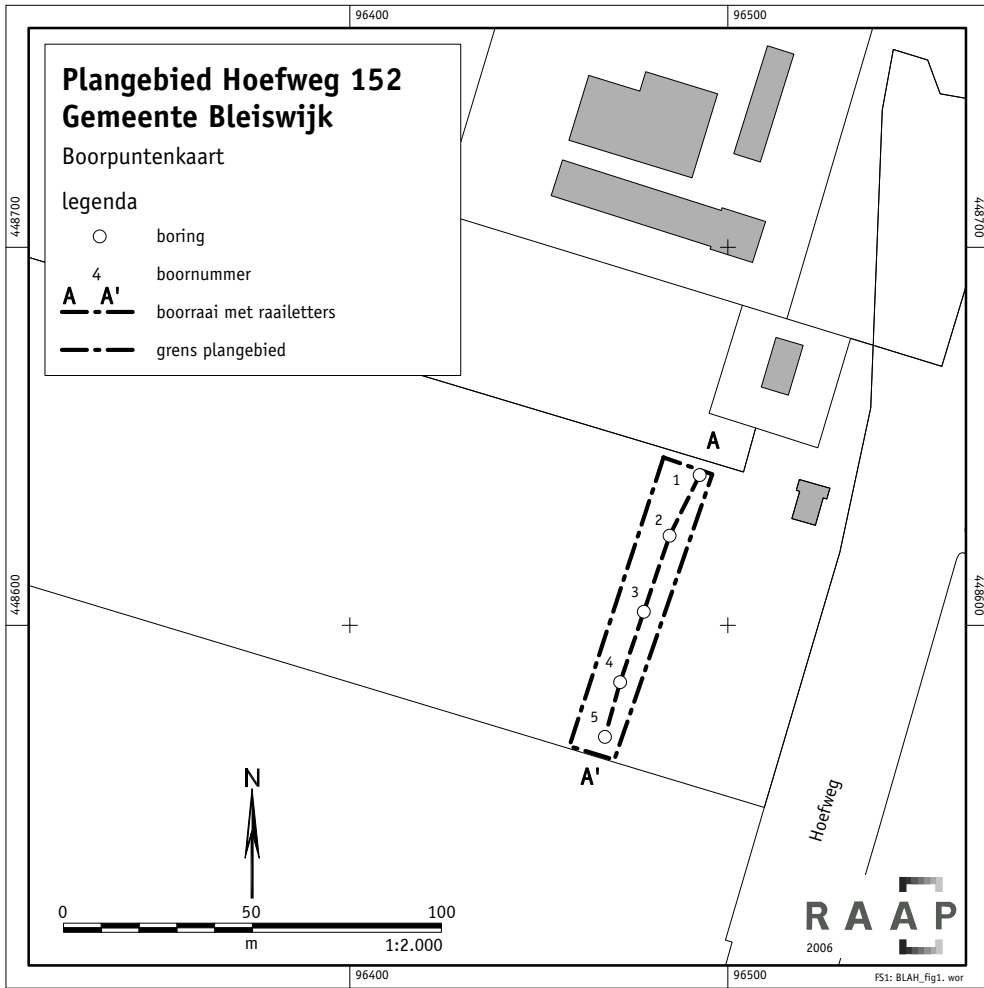 96400 96500
Plangebied Hoefweg 152
Gemeente Bleiswijk
Boorpuntenkaart
legenda
boring
4 boornummer
A A' boorraai met raailetters
grens plangebied
448700
448700
A
1
2
3
4
5
A'
448600
448600
Hoefweg
N
0 50 100
m 1:2.000
RAAP
2006
96400 96500
FS1: BLAH_fig1. wor